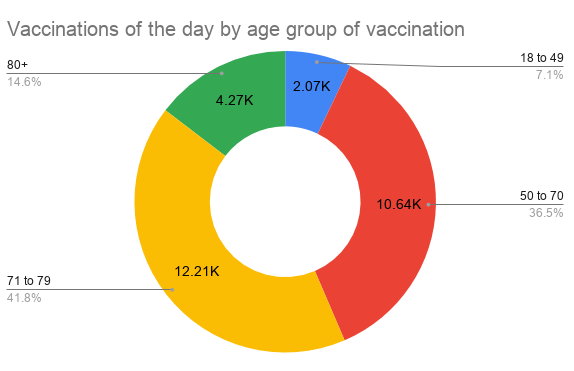 Vaccinations of the day by age group of vaccination
80+
14.6%
18 to 49
7.1%
2.07K
4.27K
50 to 70
36.5%
10.64K
12.21K
71 to 79
41.8%